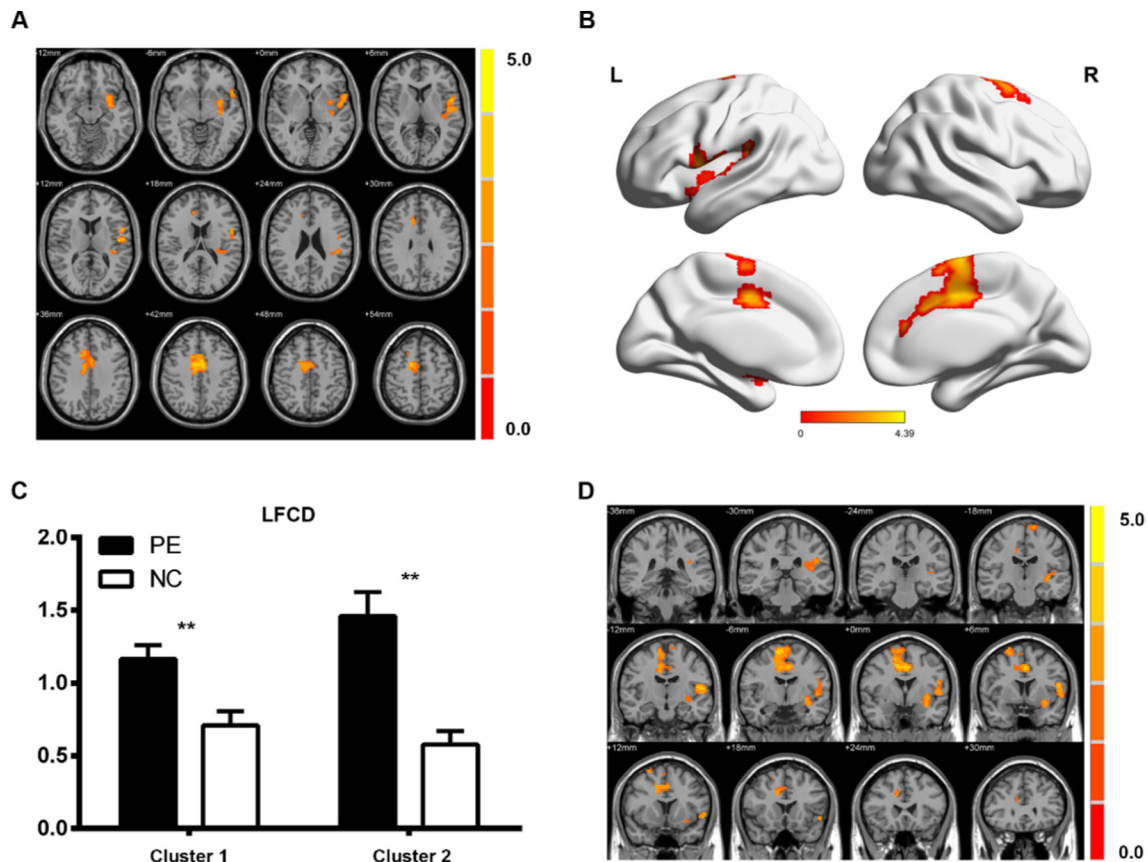 A
-12mm -6mm +0mm +6mm
5.0
+12mm +18mm +24mm +30mm
+36mm +42mm +48mm +54mm
0.0
B
L R
0 4.39
C
LFCD
2.0
1.5
1.0
0.5
0.0
PE
NC
**
**
Cluster 1 Cluster 2
D
-36mm -30mm -24mm -18mm
5.0
-12mm -6mm +0mm +6mm
+12mm +18mm +24mm +30mm
0.0